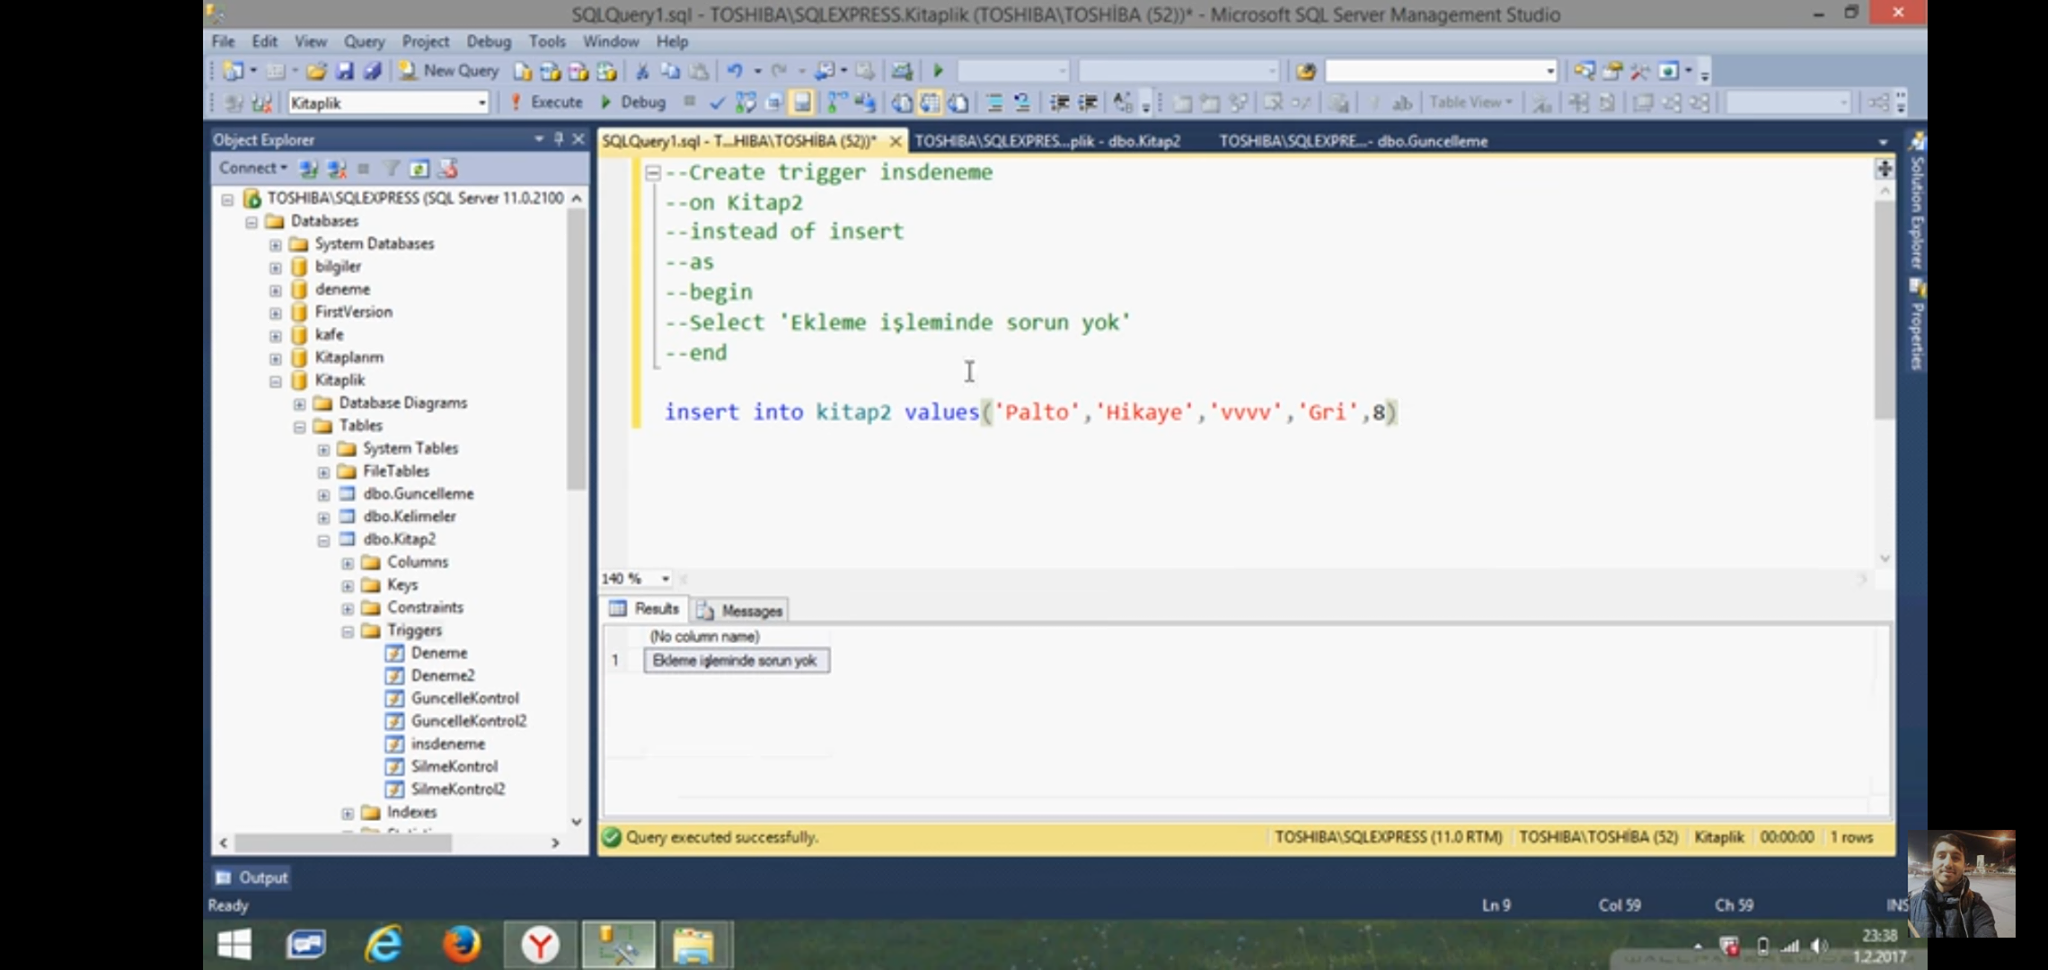 SQLQuery1.sql - TOSHIBA\SQLEXPRESS.Kitaplik (TOSHIBA\TOSHİBA (52))* - Microsoft SQL Server Management Studio
File Edit View Query Project Debug Tools Window Help
New Query
Kitaplik Execute Debug Table View
Object Explorer
SQLQuery1.sql - T...HIBA\TOSHİBA (52))* TOSHIBA\SQLEXPRES...plik - dbo.Kitap2 TOSHIBA\SQLEXPRE...- dbo.Guncelleme
Connect
TOSHIBA\SQLEXPRESS (SQL Server 11.0.2100
Databases
System Databases
bilgiler
deneme
FirstVersion
kafe
Kitaplarım
Kitaplik
Database Diagrams
Tables
System Tables
FileTables
dbo.Guncelleme
dbo.Kelimeler
dbo.Kitap2
Columns
Keys
Constraints
Triggers
Deneme
Deneme2
GuncelleKontrol
GuncelleKontrol2
insdeneme
SilmeKontrol
SilmeKontrol2
Indexes
--Create trigger insdeneme
--on Kitap2
--instead of insert
--as
--begin
--Select 'Ekleme işleminde sorun yok'
--end
insert into kitap2 values('Palto','Hikaye','vvvv','Gri',8)
140 %
Results Messages
(No column name)
1 Ekleme işleminde sorun yok
Query executed successfully. TOSHIBA\SQLEXPRESS (11.0 RTM) TOSHIBA\TOSHİBA (52) Kitaplik 00:00:00 1 rows
Solution Explorer
Properties
Output
Ready Ln 9 Col 59 Ch 59 INS
23:38
1.2.2017